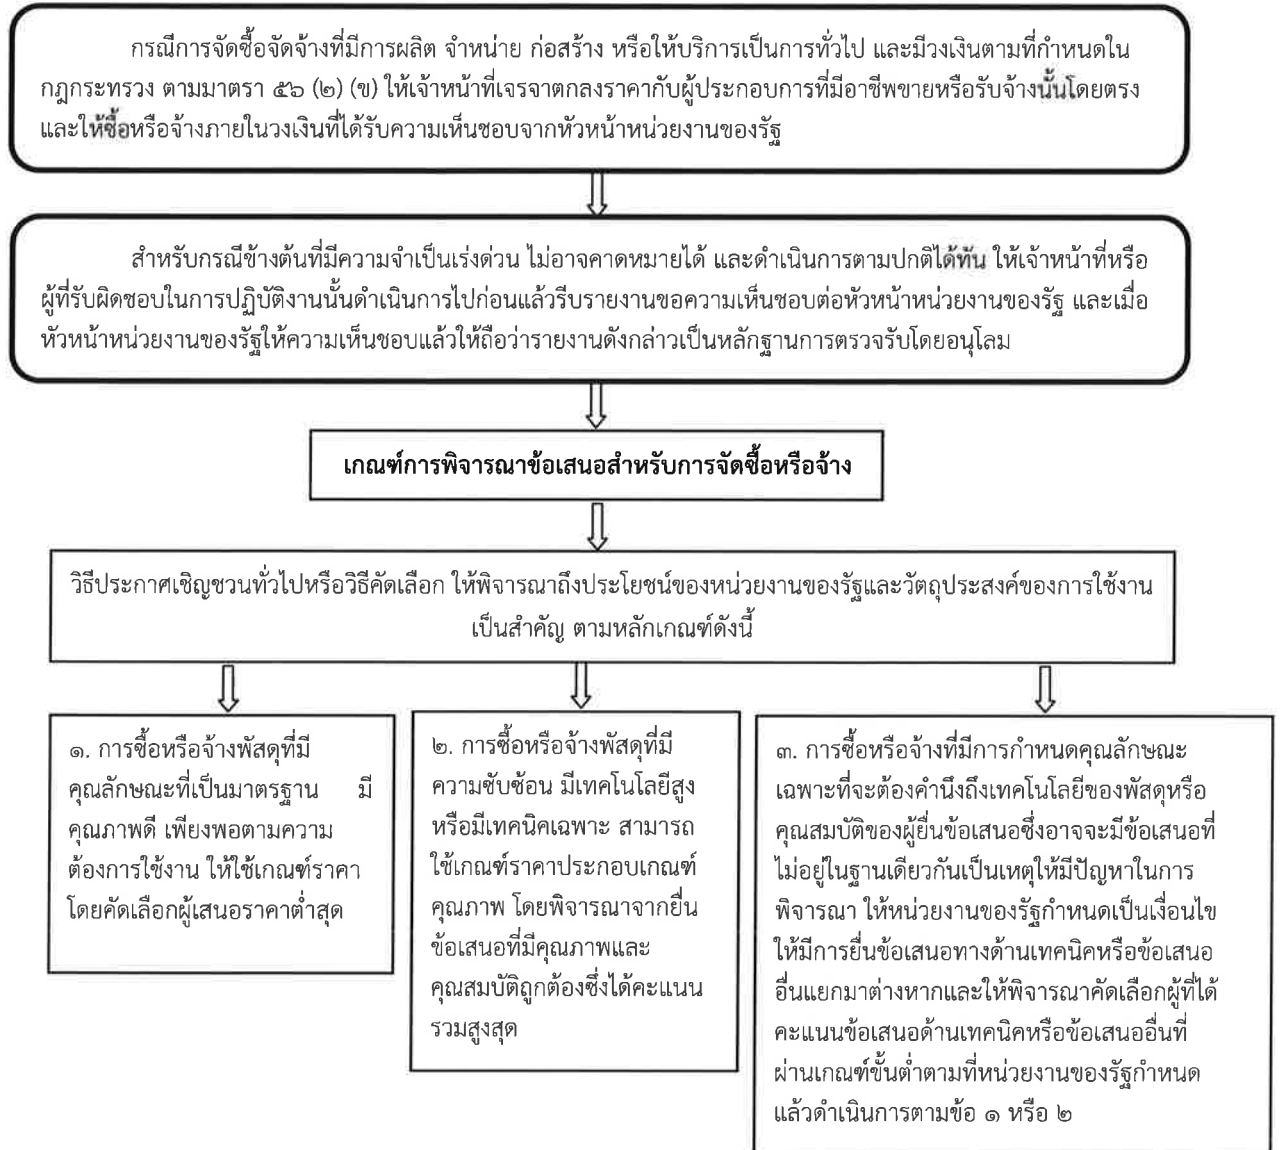 กรณีการจัดซื้อจัดจ้างที่มีการผลิต จำหน่าย ก่อสร้าง หรือให้บริการเป็นการทั่วไป และมีวงเงินตามที่กำหนดใน
กฎกระทรวง ตามมาตรา ๕๖ (๒) (ข) ให้เจ้าหน้าที่เจรจาตกลงราคากับผู้ประกอบการที่มีอาชีพขายหรือรับจ้างนั้นโดยตรง
และให้ซื้อหรือจ้างภายในวงเงินที่ได้รับความเห็นชอบจากหัวหน้าหน่วยงานของรัฐ
สำหรับกรณีข้างต้นที่มีความจำเป็นเร่งด่วน ไม่อาจคาดหมายได้ และดำเนินการตามปกติได้ทัน ให้เจ้าหน้าที่หรือ
ผู้ที่รับผิดชอบในการปฏิบัติงานนั้นดำเนินการไปก่อนแล้วรีบรายงานขอความเห็นชอบต่อหัวหน้าหน่วยงานของรัฐ และเมื่อ
หัวหน้าหน่วยงานของรัฐให้ความเห็นชอบแล้วให้ถือว่ารายงานดังกล่าวเป็นหลักฐานการตรวจรับโดยอนุโลม
เกณฑ์การพิจารณาข้อเสนอสำหรับการจัดซื้อหรือจ้าง
วิธีประกาศเชิญชวนทั่วไปหรือวิธีคัดเลือก ให้พิจารณาถึงประโยชน์ของหน่วยงานของรัฐและวัตถุประสงค์ของการใช้งาน
เป็นสำคัญ ตามหลักเกณฑ์ดังนี้
๑. การซื้อหรือจ้างพัสดุที่มี
คุณลักษณะที่เป็นมาตรฐาน มี
คุณภาพดี เพียงพอตามความ
ต้องการใช้งาน ให้ใช้เกณฑ์ราคา
โดยคัดเลือกผู้เสนอราคาต่ำสุด
๒. การซื้อหรือจ้างพัสดุที่มี
ความซับซ้อน มีเทคโนโลยีสูง
หรือมีเทคนิคเฉพาะ สามารถ
ใช้เกณฑ์ราคาประกอบเกณฑ์
คุณภาพ โดยพิจารณาจากยื่น
ข้อเสนอที่มีคุณภาพและ
คุณสมบัติถูกต้องซึ่งได้คะแนน
รวมสูงสุด
๓. การซื้อหรือจ้างที่มีการกำหนดคุณลักษณะ
เฉพาะที่จะต้องคำนึงถึงเทคโนโลยีของพัสดุหรือ
คุณสมบัติของผู้ยื่นข้อเสนอซึ่งอาจจะมีข้อเสนอที่
ไม่อยู่ในฐานเดียวกันเป็นเหตุให้มีปัญหาในการ
พิจารณา ให้หน่วยงานของรัฐกำหนดเป็นเงื่อนไข
ให้มีการยื่นข้อเสนอทางด้านเทคนิคหรือข้อเสนอ
อื่นแยกมาต่างหากและให้พิจารณาคัดเลือกผู้ที่ได้
คะแนนข้อเสนอด้านเทคนิคหรือข้อเสนออื่นที่
ผ่านเกณฑ์ขั้นต่ำตามที่หน่วยงานของรัฐกำหนด
แล้วดำเนินการตามข้อ ๑ หรือ ๒